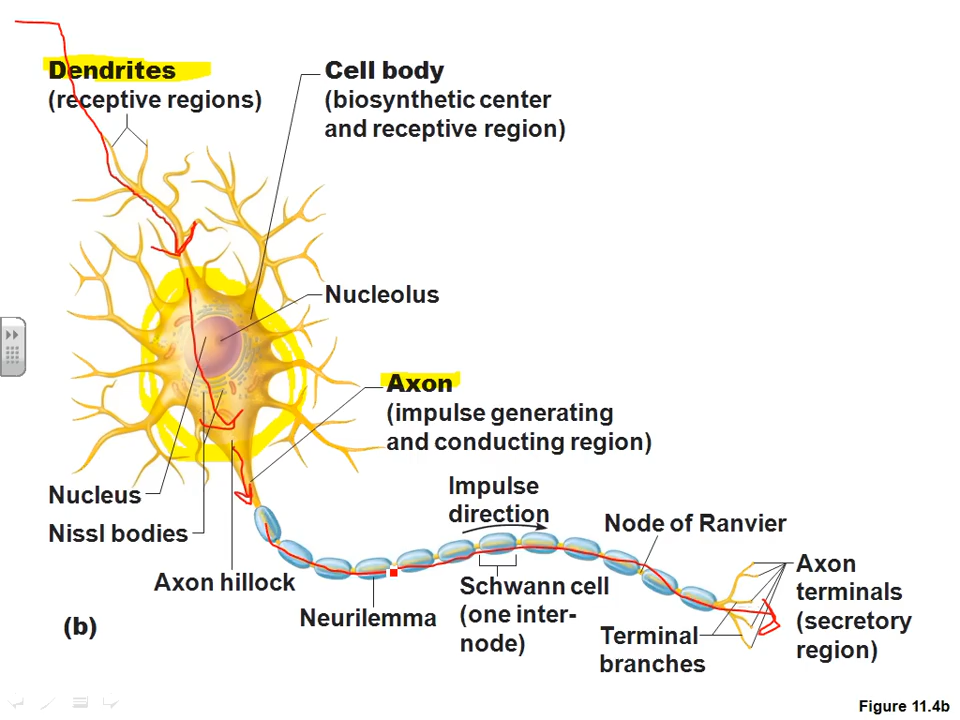 Dendrites
(receptive regions)
Cell body
(biosynthetic center
and receptive region)
Nucleolus
Axon
(impulse generating
and conducting region)
Nucleus
Nissl bodies
Axon hillock
Neurilemma
Impulse
direction
Schwann cell
(one inter-
node)
Node of Ranvier
Terminal
branches
Axon
terminals
(secretory
region)
(b)
Figure 11.4b